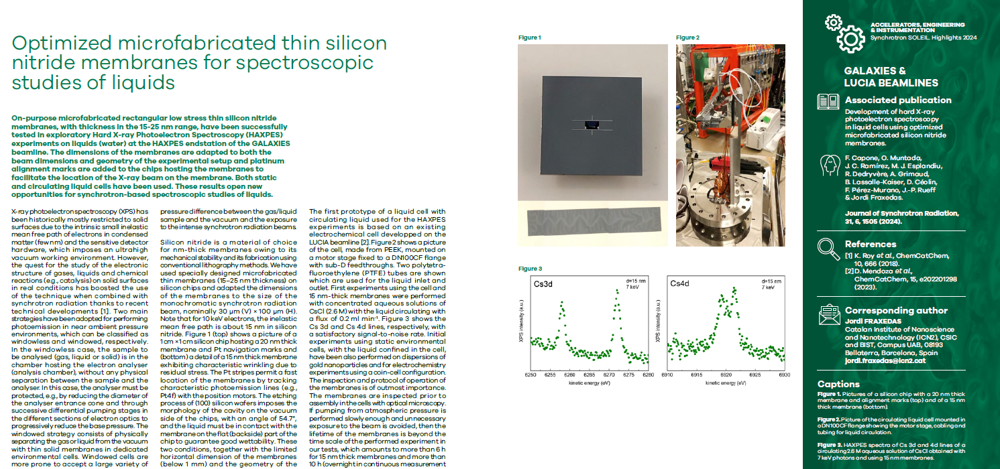 Optimized microfabricated thin silicon
nitride membranes for spectroscopic
studies of liquids
On-purpose microfabricated rectangular low stress thin silicon nitride
membranes, with thickness in the 15-25 nm range, have been successfully
tested in exploratory Hard X-ray Photoelectron Spectroscopy (HAXPES)
experiments on liquids (water) at the HAXPES endstation of the GALAXIES
beamline. The dimensions of the membranes are adapted to both the
beam dimensions and geometry of the experimental setup and platinum
alignment marks are added to the chips hosting the membranes to
facilitate the location of the X-ray beam on the membrane. Both static
and circulating liquid cells have been used. These results open new
opportunities for synchrotron-based spectroscopic studies of liquids.
X-ray photoelectron spectroscopy (XPS) has
been historically mostly restricted to solid
surfaces due to the intrinsic small inelastic
mean free path of electrons in condensed
matter (few nm) and the sensitive detector
hardware, which imposes an ultrahigh
vacuum working environment. However,
the quest for the study of the electronic
structure of gases, liquids and chemical
reactions (e.g., catalysis) on solid surfaces
in real conditions has boosted the use
of the technique when combined with
synchrotron radiation thanks to recent
technical developments [1]. Two main
strategies have been adopted for performing
photoemission in near ambient pressure
environments, which can be classified as
windowless and windowed, respectively.
In the windowless case, the sample to
be analysed (gas, liquid or solid) is in the
chamber hosting the electron analyser
(analysis chamber), without any physical
separation between the sample and the
analyser. In this case, the analyser must be
protected, e.g., by reducing the diameter of
the analyser entrance cone and through
successive differential pumping stages in
the different sections of electron optics to
progressively reduce the base pressure. The
windowed strategy consists of physically
separating the gas or liquid from the vacuum
with thin solid membranes in dedicated
environmental cells. Windowed cells are
more prone to accept a large variety of
pressure difference between the gas/liquid
sample and the vacuum and the exposure
to the intense synchrotron radiation beams.
Silicon nitride is a material of choice
for nm-thick membranes owing to its
mechanical stability and its fabrication using
conventional lithography methods. We have
used specially designed microfabricated
thin membranes (15–25 nm thickness) on
silicon chips and adapted the dimensions
of the membranes to the size of the
monochromatic synchrotron radiation
beam, nominally 30 µm (V) × 100 µm (H).
Note that for 10 keV electrons, the inelastic
mean free path is about 15 nm in silicon
nitride. Figure 1 (top) shows a picture of a
1 cm ×1 cm silicon chip hosting a 20 nm thick
membrane and Pt navigation marks and
(bottom) a detail of a 15 nm thick membrane
exhibiting characteristic wrinkling due to
residual stress. The Pt stripes permit a fast
location of the membranes by tracking
characteristic photoemission lines (e.g.,
Pt4f) with the position motors. The etching
process of (100) silicon wafers imposes the
morphology of the cavity on the vacuum
side of the chips, with an angle of 54.7°,
and the liquid must be in contact with the
membrane on the flat (backside) part of the
chip to guarantee good wettability. These
two conditions, together with the limited
horizontal dimension of the membranes
(below 1 mm) and the geometry of the
The first prototype of a liquid cell with
circulating liquid used for the HAXPES
experiments is based on an existing
electrochemical cell developped on the
LUCIA beamline [2]. Figure 2 shows a picture
of the cell, made from PEEK, mounted on
a motor stage fixed to a DN100CF flange
with sub-D feedthroughs. Two polytetra-
fluoroethylene (PTFE) tubes are shown
which are used for the liquid inlet and
outlet. First experiments using the cell and
15 nm-thick membranes were performed
with concentrated aqueous solutions of
CsCl (2.6 M) with the liquid circulating with
a flux of 0.2 ml min⁻¹. Figure 3 shows the
Cs 3d and Cs 4d lines, respectively, with
a satisfactory signal-to-noise rate. Initial
experiments using static environmental
cells, with the liquid confined in the cell,
have been also performed on dispersions of
gold nanoparticles and for electrochemistry
experiments using a coin-cell configuration.
The inspection and protocol of operation of
the membranes is of outmost importance.
The membranes are inspected prior to
assembly in the cells with optical microscopy.
If pumping from atmospheric pressure is
performed slowly enough and unnecessary
exposure to the beam is avoided, then the
lifetime of the membranes is beyond the
time scale of the performed experiment in
our tests, which amounts to more than 6 h
for 15 nm thick membranes and more than
10 h (overnight in continuous measurement
Figure 1
Figure 2
Figure 3
Cs3d
d=15 nm
7 keV
XPS intensity (a.u.)
6250 6255 6260 6265 6270 6275 6280
kinetic energy (eV)
Cs4d
d=15 nm
7 keV
XPS intensity (a.u.)
6910 6915 6920 6925 6930
kinetic energy (eV)
ACCELERATORS, ENGINEERING
& INSTRUMENTATION
Synchrotron SOLEIL. Highlights 2024
GALAXIES &
LUCIA BEAMLINES
Associated publication
Development of hard X-ray
photoelectron spectroscopy
in liquid cells using optimized
microfabricated silicon nitride
membranes.
F. Capone, O. Muntada,
J. C. Ramírez, M. J. Esplandiu,
R. Dedryvère, A. Grimaud,
B. Lassalle-Kaiser, D. Céolin,
F. Pérez-Murano, J.-P. Rueff
& Jordi Fraxedas.
Journal of Synchrotron Radiation,
31, 6, 1505 (2024).
References
[1] K. Roy et al., ChemCatChem,
10, 666 (2018).
[2] D. Mendoza et al.,
ChemCatChem, 15, e202201298
(2023).
Corresponding author
Jordi FRAXEDAS
Catalan Institute of Nanoscience
and Nanotechnology (ICN2), CSIC
and BIST, Campus UAB, 08193
Bellaterra, Barcelona, Spain
jordi.fraxedas@icn2.cat
Captions
Figure 1. Pictures of a silicon chip with a 20 nm thick
membrane and alignment marks (top) and of a 15 nm
thick membrane (bottom).
Figure 2. Picture of the circulating liquid cell mounted in
a DN100CF flange showing the motor stage, cabling and
tubing for liquid circulation.
Figure 3. HAXPES spectra of Cs 3d and 4d lines of a
circulating 2.6 M aqueous solution of CsCl obtained with
7 keV photons and using 15 nm membranes.